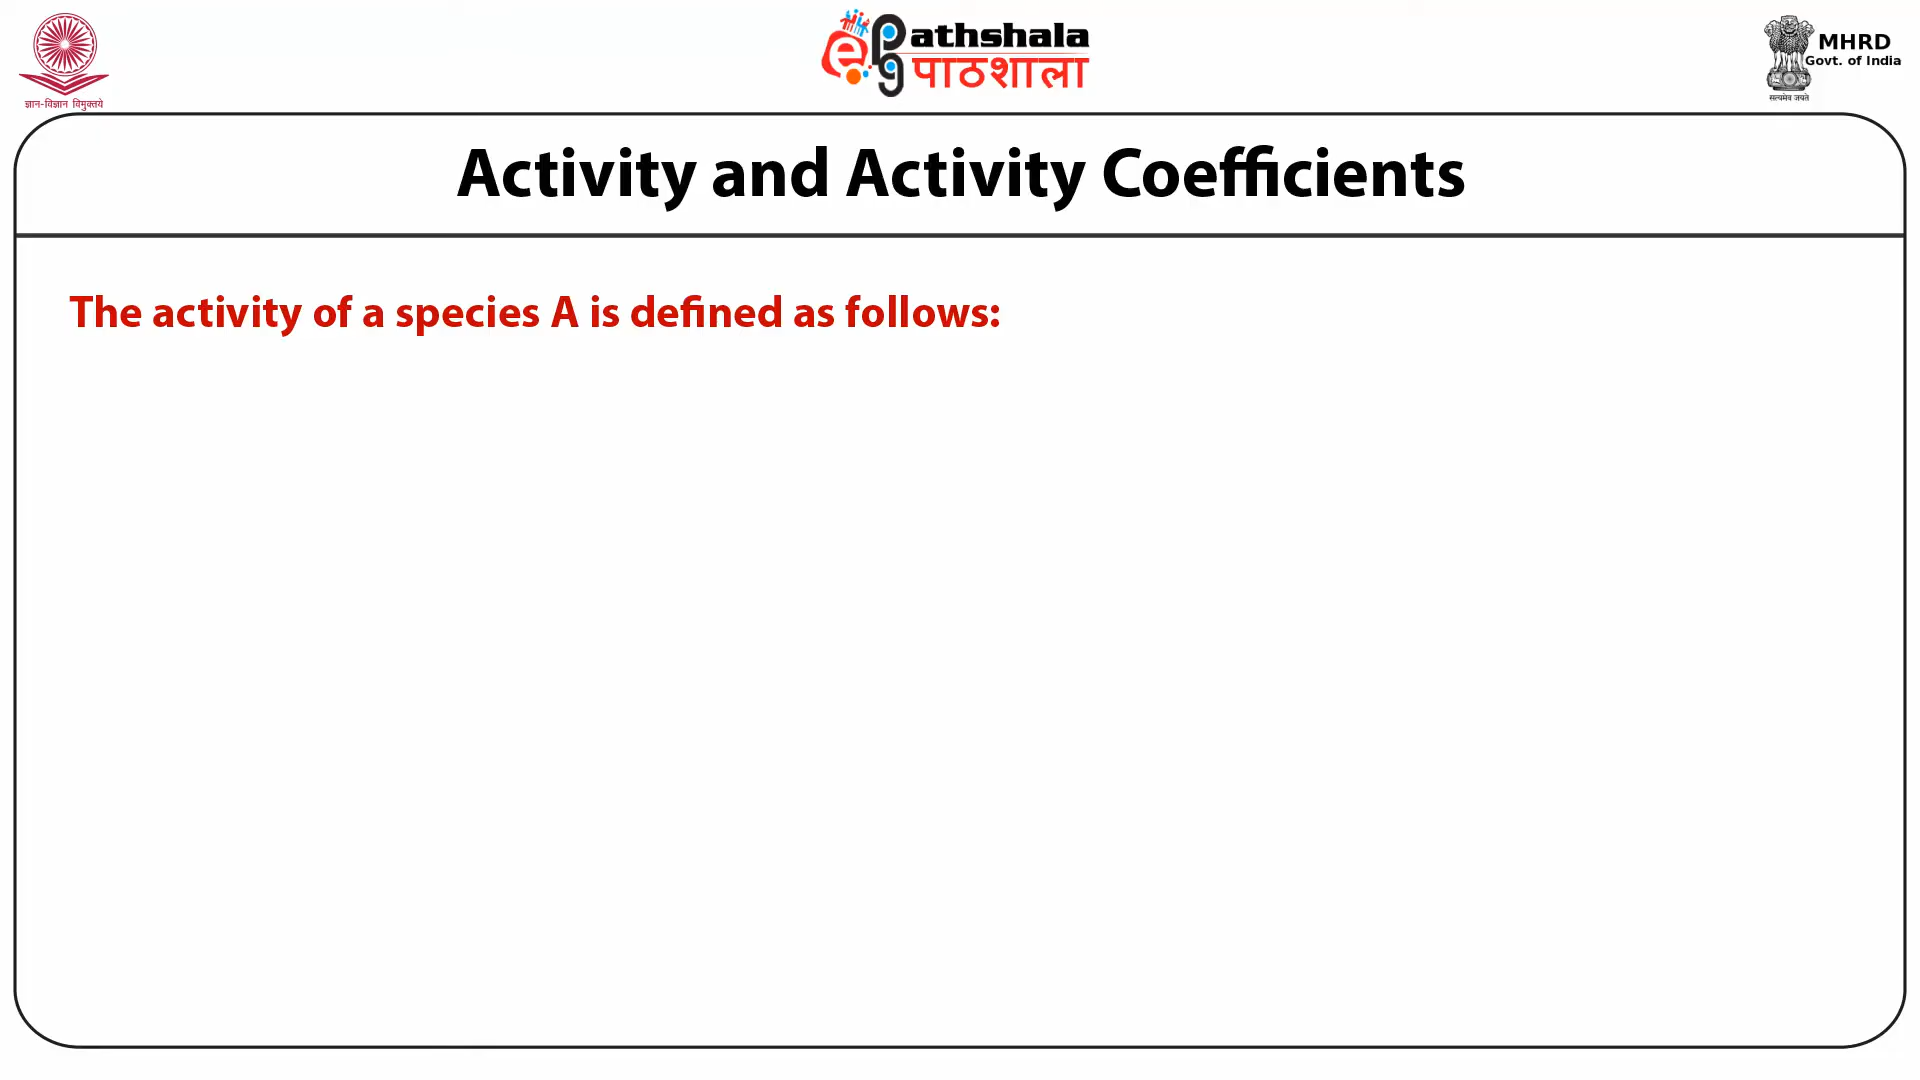 ज्ञान-विज्ञान विमुक्तये
ePathshala
पाठशाला
MHRD
Govt. of India
सत्यमेव जयते
Activity and Activity Coefficients
The activity of a species A is defined as follows: